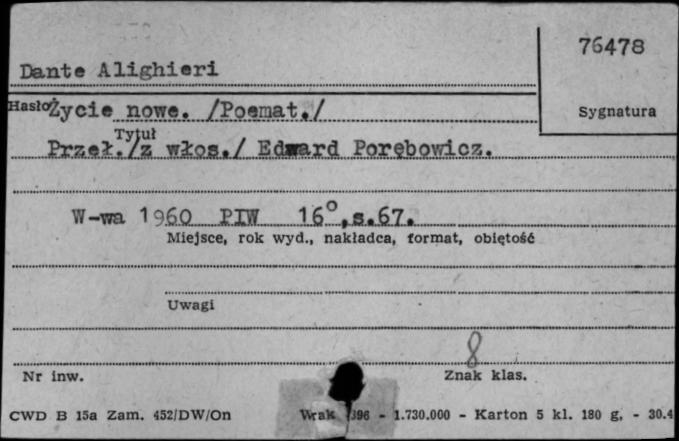 76478
Dante Alighieri
Hasło Życie nowe. /Poemat./
Sygnatura
Tytuł
Przeł./z włos./ Edward Porębowicz.
W-wa 1960 PIW 16°,s.67.
Miejsce, rok wyd., nakładca, format, objętość
Uwagi
8
Nr inw.
Znak klas.
CWD B 15a Zam. 452/DW/On Wrak 396 - 1.730.000 - Karton 5 kl. 180 g. - 30.4